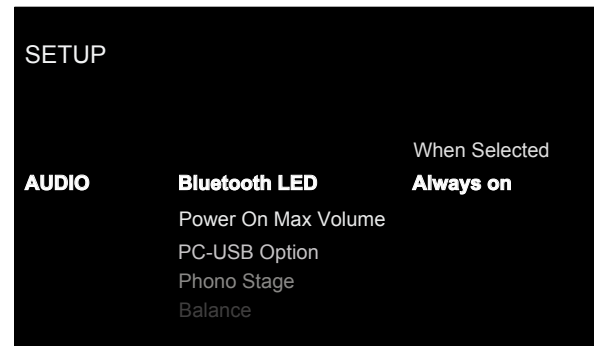 SETUP
When Selected
AUDIO Bluetooth LED Always on
Power On Max Volume
PC-USB Option
Phono Stage
Balance